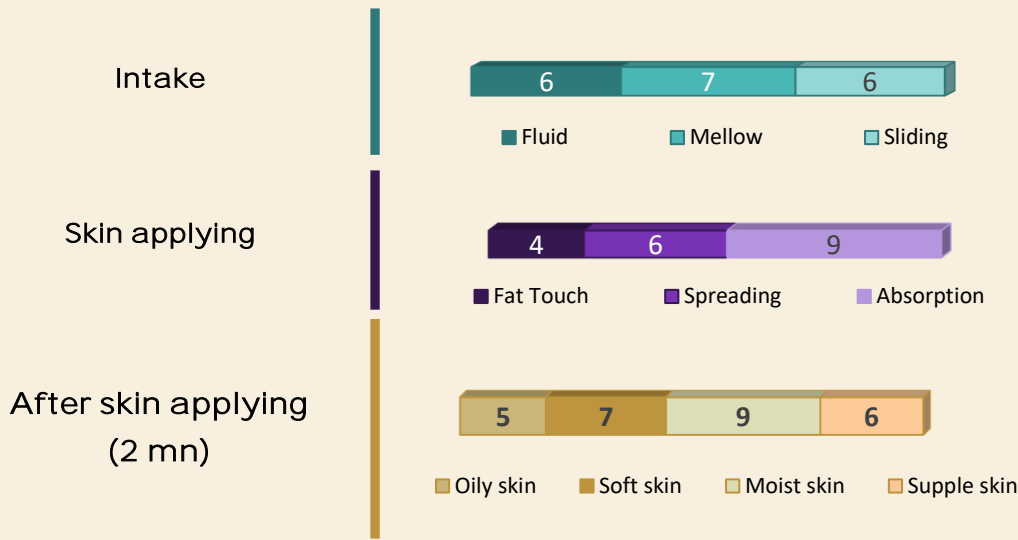 Intake
6 7 6
Fluid Mellow Sliding
Skin applying
4 6 9
Fat Touch Spreading Absorption
After skin applying
(2 mn)
5 7 9 6
Oily skin Soft skin Moist skin Supple skin